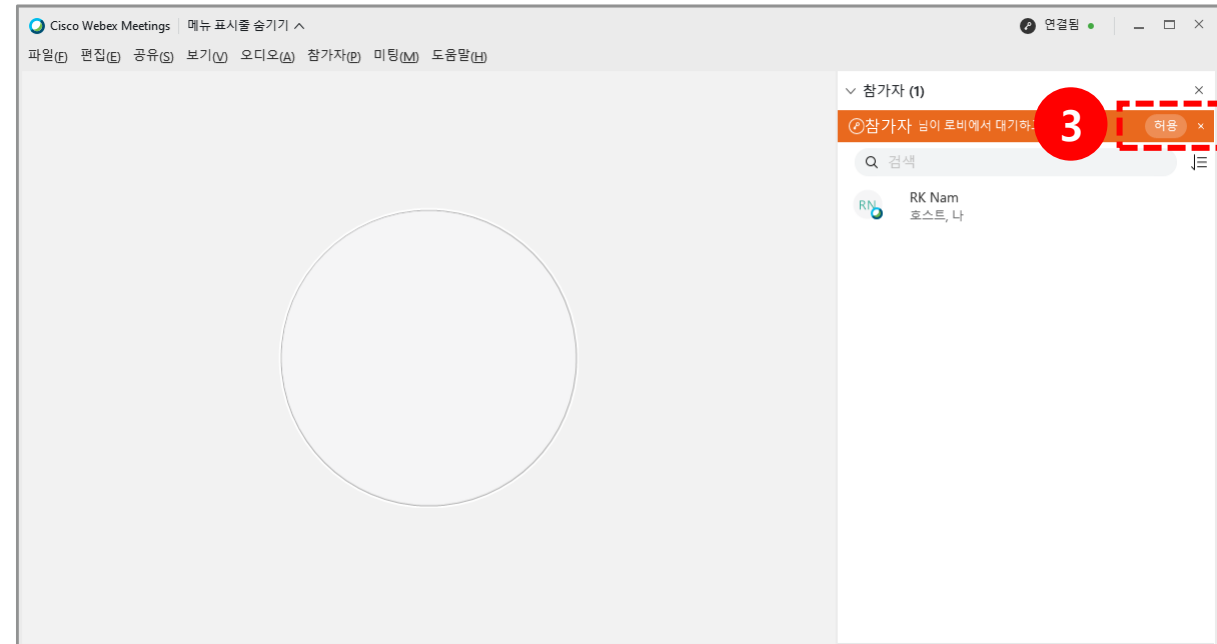 Cisco Webex Meetings 메뉴 표시줄 숨기기 연결됨
파일(F) 편집(E) 공유(S) 보기(V) 오디오(A) 참가자(P) 미팅(M) 도움말(H)
참가자 (1)
참가자 님이 로비에서 대기하 3 허용
검색
RN RK Nam
호스트, 나